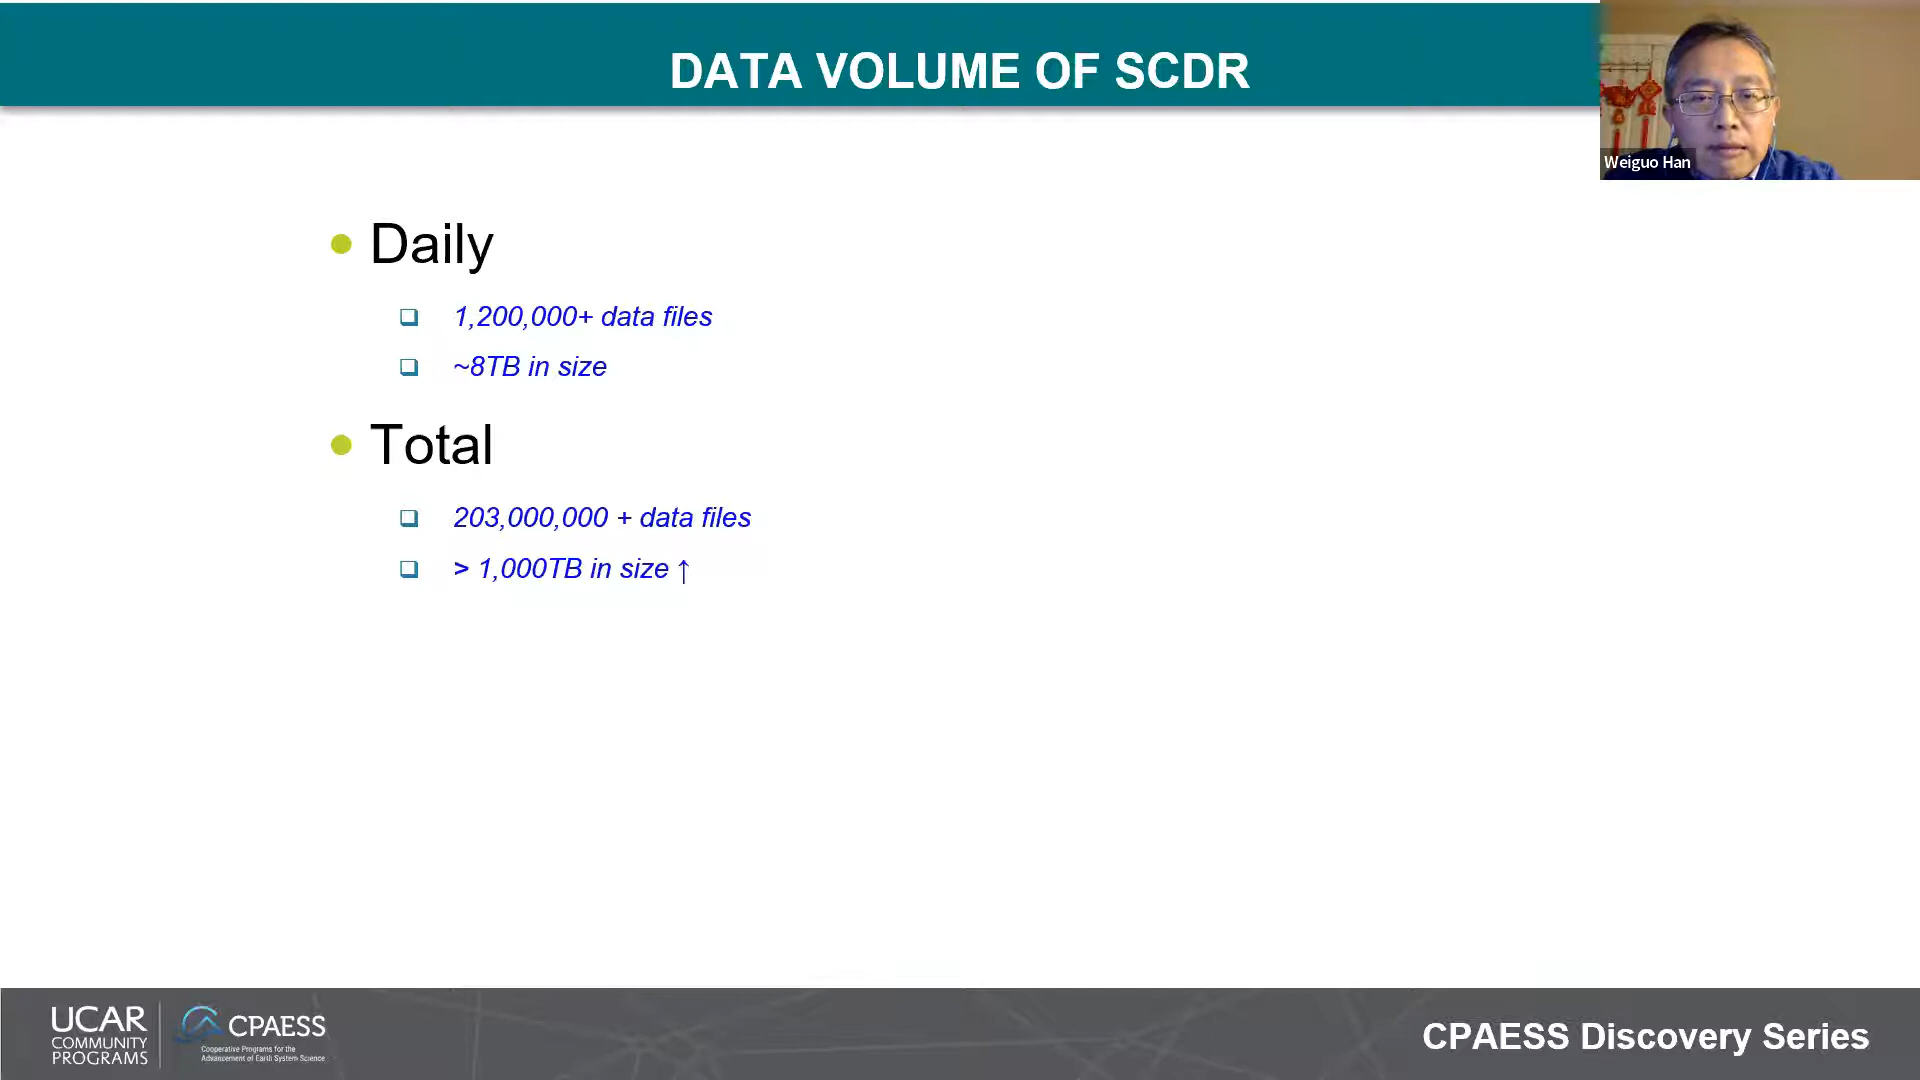 DATA VOLUME OF SCDR
Weiguo Han
Daily
1,200,000+ data files
~8TB in size
Total
203,000,000 + data files
> 1,000TB in size ↑
UCAR
COMMUNITY
PROGRAMS
CPAESS
Cooperative Programs for the
Advancement of Earth System Science
CPAESS Discovery Series